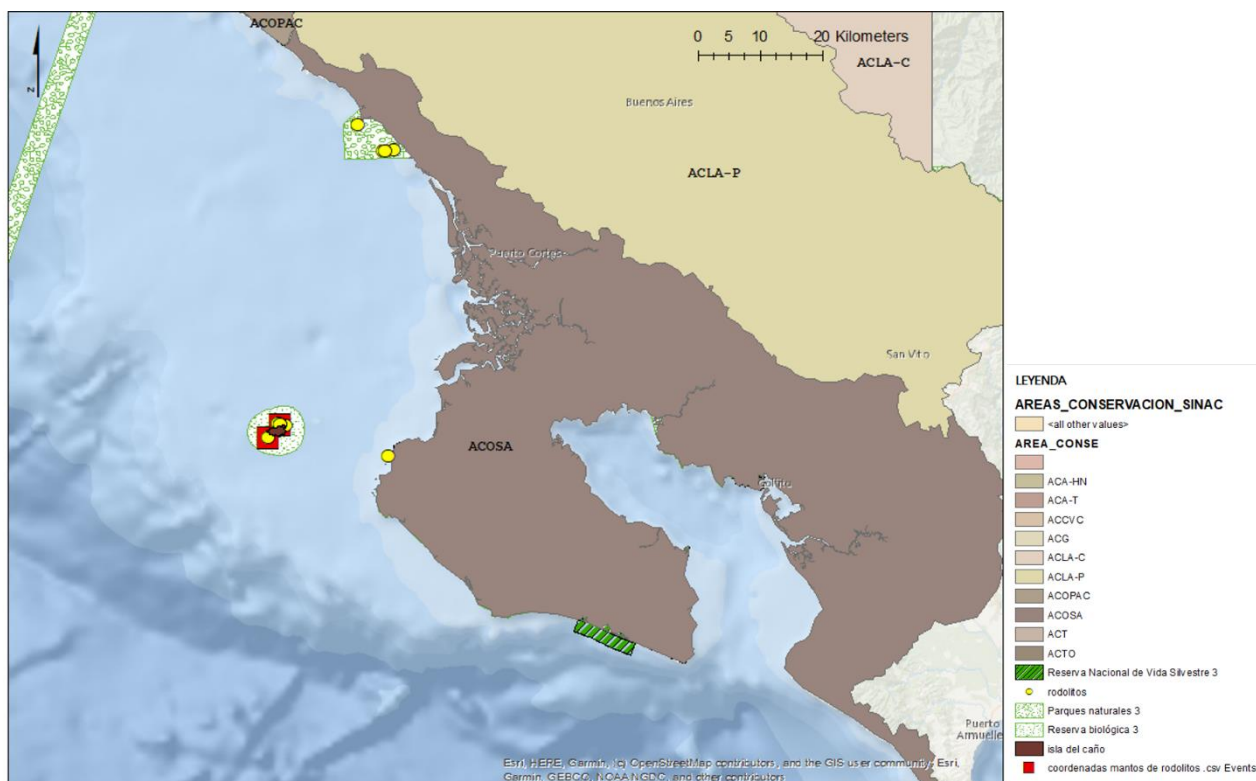 ACOPAC
0 5 10 20 Kilometers
ACLA-C
N
Buenos Aires
ACLA-P
Puerto Cortes
San Vito
ACOSA
Golfito
Puerto
Armuelle
Esri, HERE, Garmin, (c) OpenStreetMap contributors, and the GIS user community, Esri,
Garmin, GEBCO, NOAA NGDC, and other contributors
LEYENDA
AREAS_CONSERVACION_SINAC
<all other values>
AREA_CONSE
ACA-HN
ACA-T
ACCVC
ACG
ACLA-C
ACLA-P
ACOPAC
ACOSA
ACT
ACTO
Reserva Nacional de Vida Silvestre 3
rodolitos
Parques naturales 3
Reserva biológica 3
isla del caño
coordenadas mantos de rodolitos .csv Events